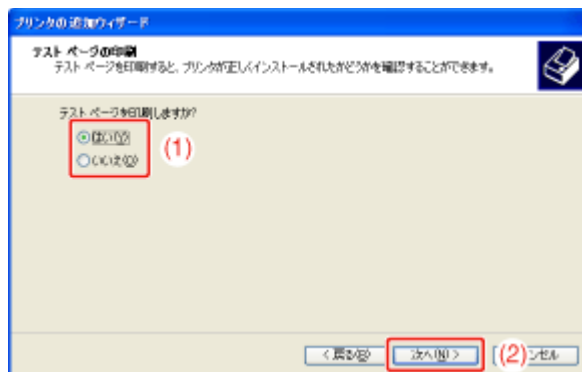 プリンタの追加ウィザード
テスト ページの印刷
テスト ページを印刷すると、プリンタが正しくインストールされたかどうかを確認することができます。
テスト ページを印刷しますか?
はい(Y)
いいえ(O)
(1)
< 戻る(B)
次へ(N) >
(2)
ンセル